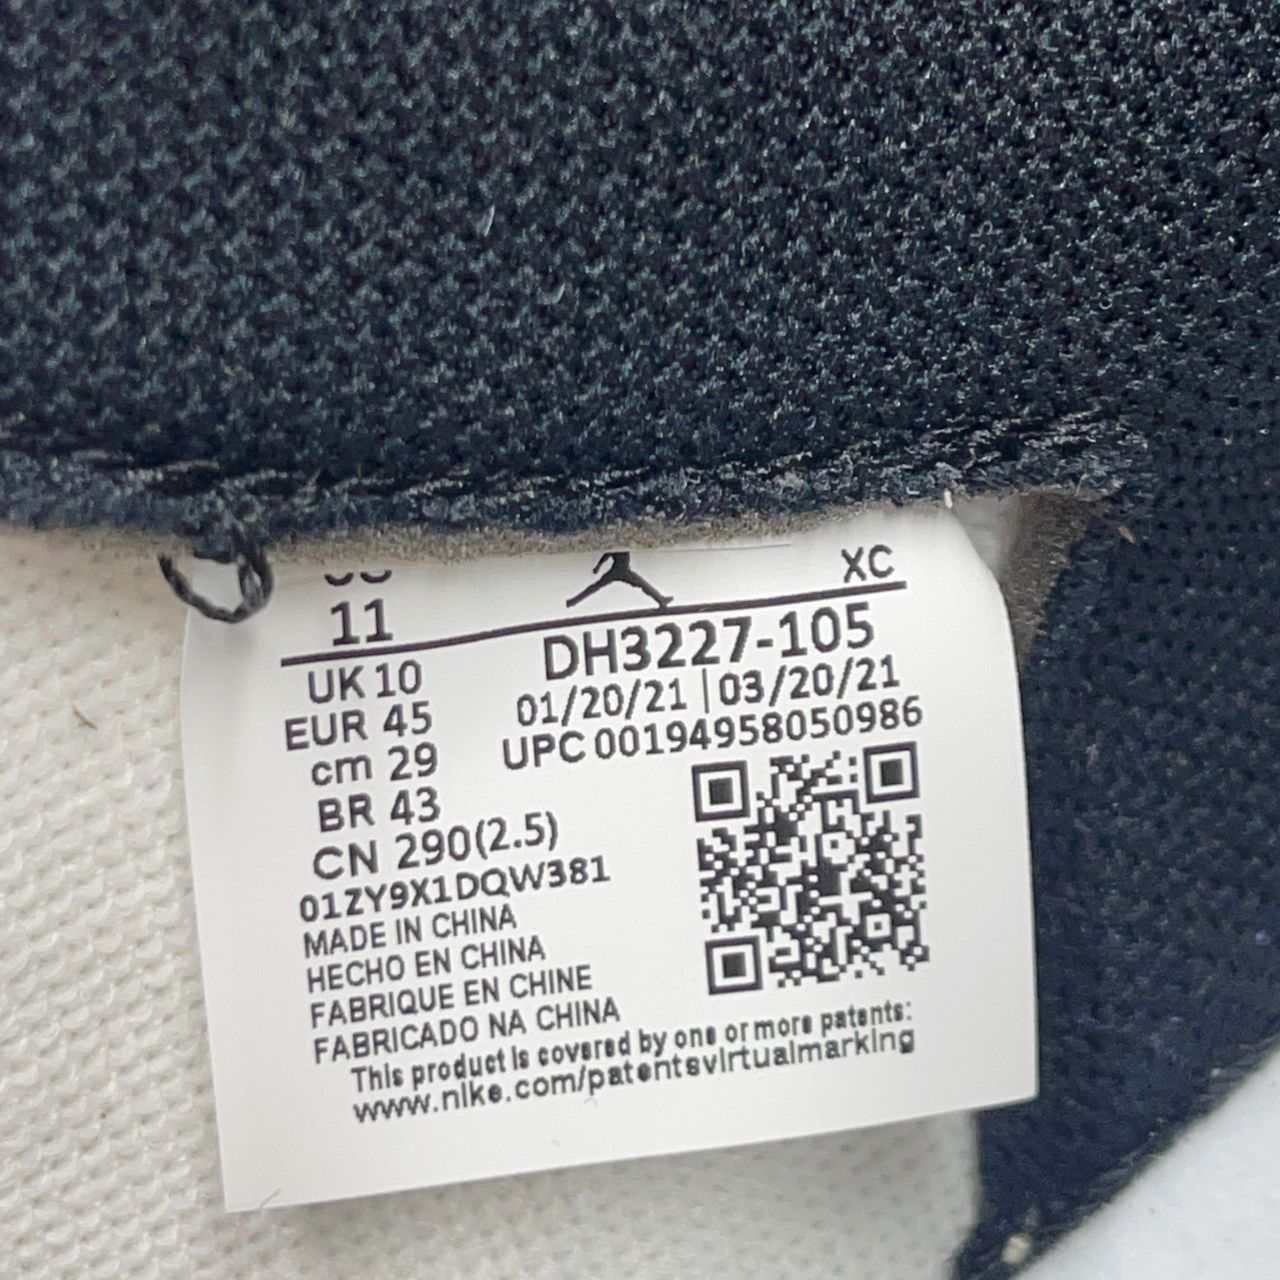 XC
11
DH3227-105
UK 10
01/20/21 | 03/20/21
EUR 45
UPC 00194958050986
cm 29
BR 43
CN 290(2.5)
01ZY9X1DQW381
MADE IN CHINA
HECHO EN CHINA
FABRIQUE EN CHINE
FABRICADO NA CHINA
This product is covered by one or more patents:
www.nike.com/patentsvirtualmarking